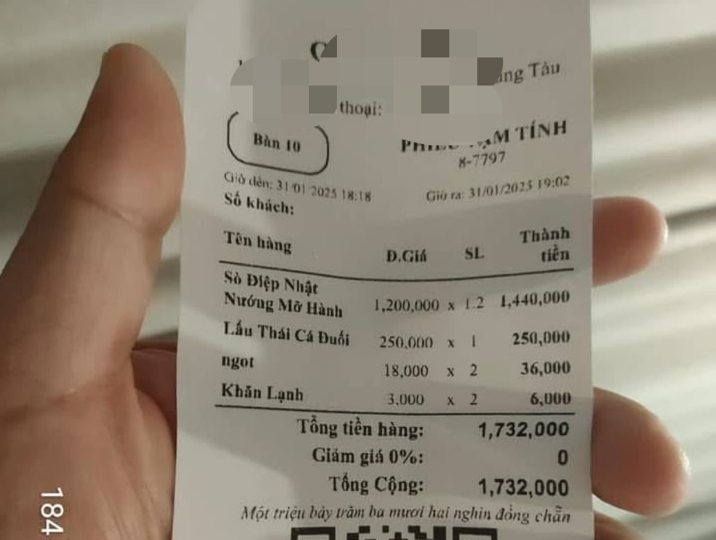 Tàu
thoại:
Bàn 10
TÍNH
8-7797
Giờ đến: 31/01/2025 18:18
Giờ ra: 31/01/2025 19:02
Số khách:
Tên hàng Đ.Giá SL Thành tiền
Sò Điệp Nhật
Nướng Mỡ Hành 1,200,000 x 1.2 1,440,000
Lẩu Thái Cá Đuối 250,000 x 1 250,000
ngot 18,000 x 2 36,000
Khăn Lạnh 3,000 x 2 6,000
Tổng tiền hàng: 1,732,000
Giảm giá 0%: 0
Tổng Cộng: 1,732,000
Một triệu bảy trăm ba mươi hai nghìn đồng chẵn
184